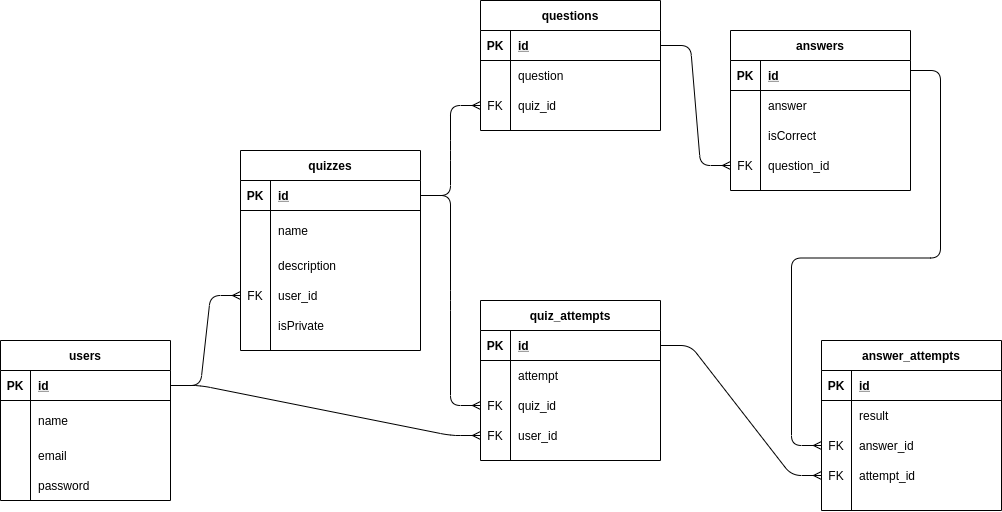 questions
PK id
question
FK quiz_id
answers
PK id
answer
isCorrect
FK question_id
quizzes
PK id
name
description
FK user_id
isPrivate
users
PK id
name
email
password
quiz_attempts
PK id
attempt
FK quiz_id
FK user_id
answer_attempts
PK id
result
FK answer_id
FK attempt_id